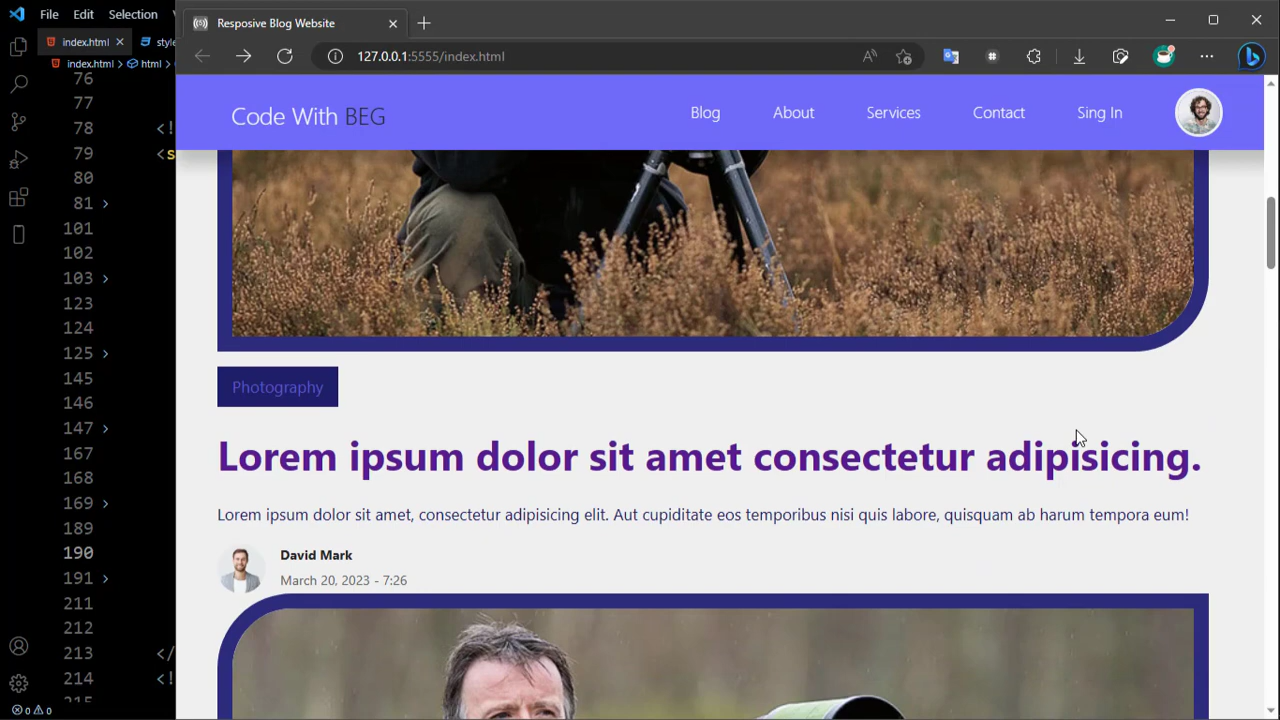 File Edit Selection
index.html
style
index.html html
76
77
78 <!
79 <s
80
81
101
102
103
123
124
125
145
146
147
167
168
169
189
190
191
211
212
213 </
214 <!
Resposive Blog Website
127.0.0.1:5555/index.html
Code With BEG
Blog About Services Contact Sing In
Photography
Lorem ipsum dolor sit amet consectetur adipisicing.
Lorem ipsum dolor sit amet, consectetur adipisicing elit. Aut cupiditate eos temporibus nisi quis labore, quisquam ab harum tempora eum!
David Mark
March 20, 2023 - 7:26
0 0